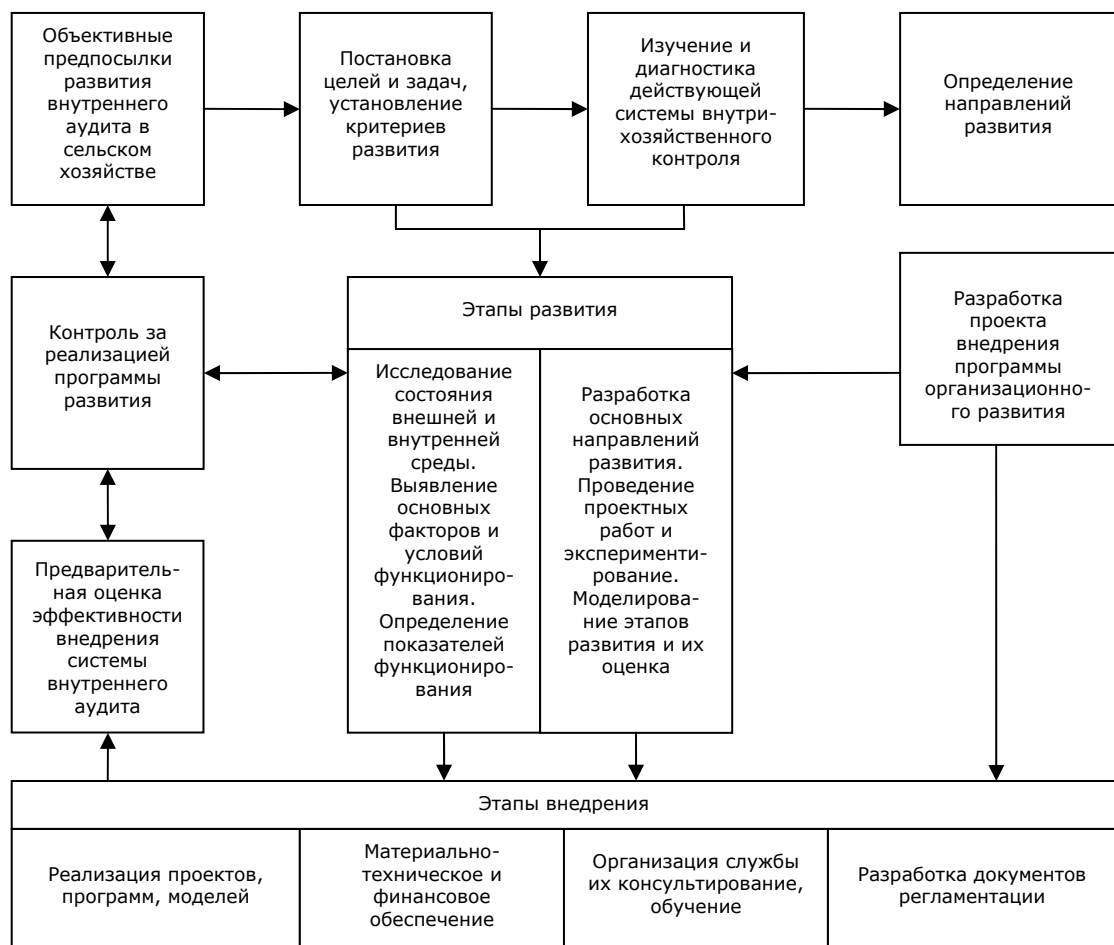 Объективные
предпосылки
развития
внутреннего
аудита в
сельском
хозяйстве
Постановка
целей и задач,
установление
критериев
развития
Изучение и
диагностика
действующей
системы внутри-
хозяйственного
контроля
Определение
направлений
развития
Контроль за
реализацией
программы
развития
Этапы развития
Исследование
состояния
внешней и
внутренней
среды.
Выявление
основных
факторов и
условий
функциониро-
вания.
Определение
показателей
функциониро-
вания
Разработка
основных
направлений
развития.
Проведение
проектных
работ и
эксперименти-
рование.
Моделирова-
ние этапов
развития и их
оценка
Разработка
проекта
внедрения
программы
организационно-
го развития
Предваритель-
ная оценка
эффективности
внедрения
системы
внутреннего
аудита
Этапы внедрения
Реализация проектов,
программ, моделей
Материально-
техническое и
финансовое
обеспечение
Организация службы
их консультирование,
обучение
Разработка документов
регламентации